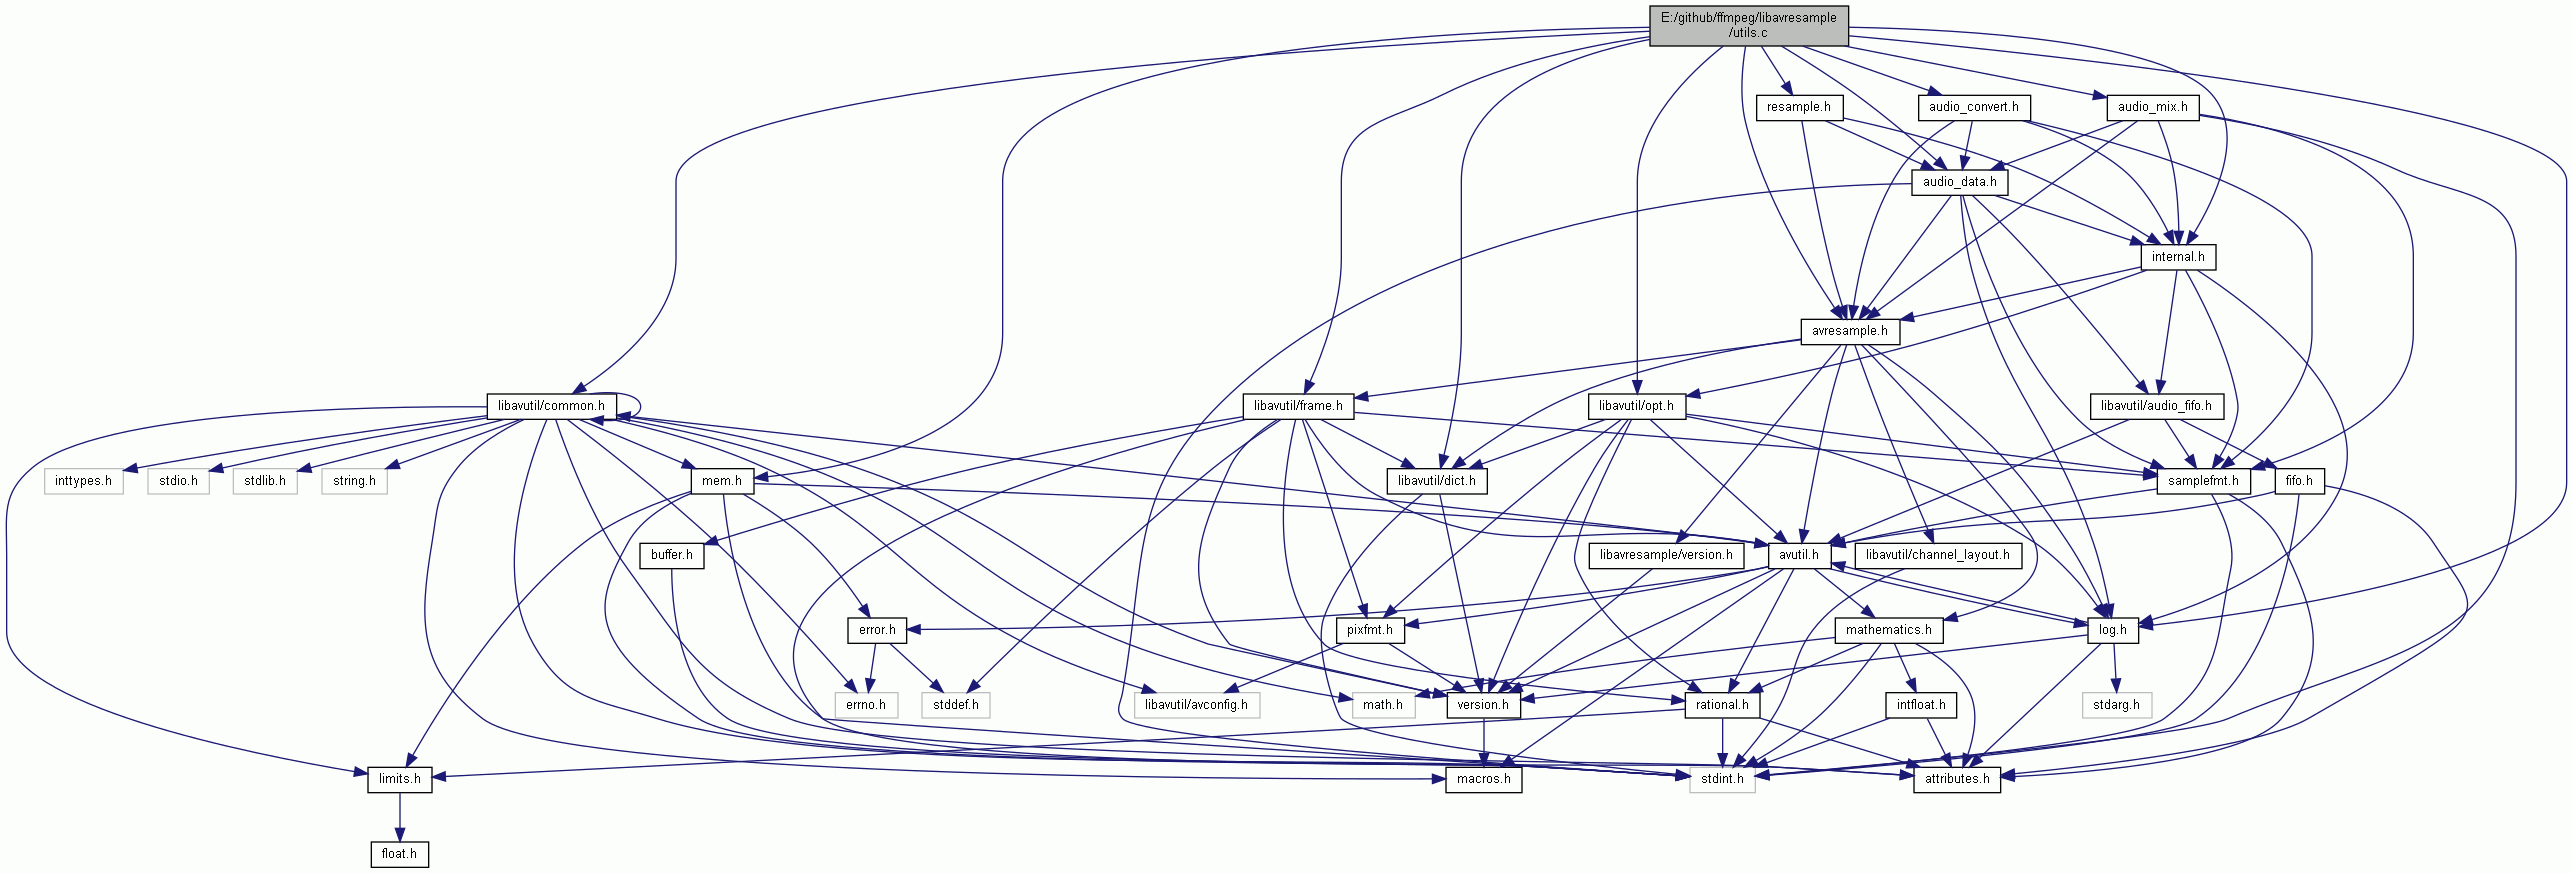 E:/github/ffmpeg/libavresample
/utils.c
resample.h
audio_convert.h
audio_mix.h
audio_data.h
internal.h
avresample.h
libavutil/common.h
libavutil/frame.h
libavutil/opt.h
libavutil/audio_fifo.h
inttypes.h
stdio.h
stdlib.h
string.h
mem.h
libavutil/dict.h
samplefmt.h
fifo.h
buffer.h
libavresample/version.h
avutil.h
libavutil/channel_layout.h
error.h
pixfmt.h
mathematics.h
log.h
errno.h
stddef.h
libavutil/avconfig.h
math.h
version.h
rational.h
intfloat.h
stdarg.h
limits.h
macros.h
stdint.h
attributes.h
float.h